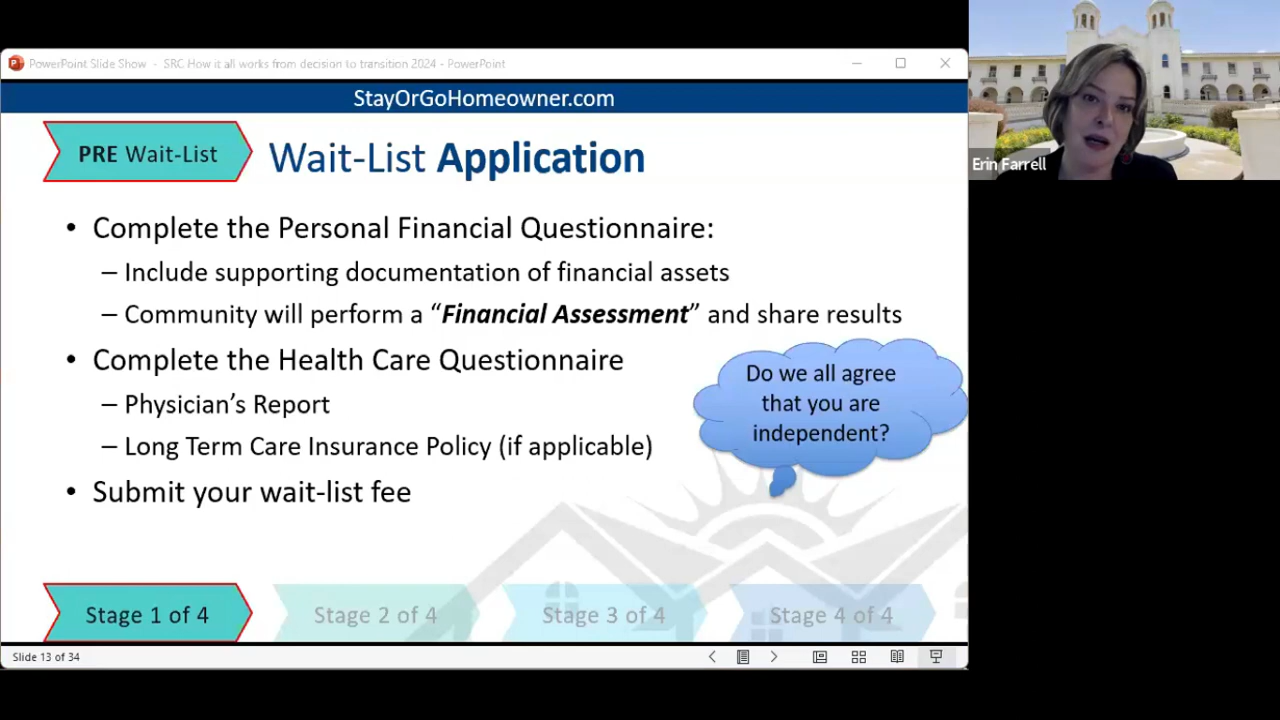 PowerPoint Slide Show - SRC How it all works from decision to transition 2024 - PowerPoint
StayOrGoHomeowner.com
PRE Wait-List
Wait-List Application
• Complete the Personal Financial Questionnaire:
– Include supporting documentation of financial assets
– Community will perform a “Financial Assessment” and share results
• Complete the Health Care Questionnaire
– Physician’s Report
– Long Term Care Insurance Policy (if applicable)
• Submit your wait-list fee
Do we all agree
that you are
independent?
Stage 1 of 4
Stage 2 of 4
Stage 3 of 4
Stage 4 of 4
Slide 13 of 34
Erin Farrell